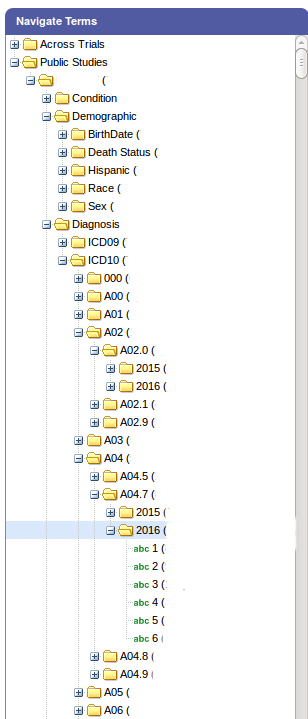 Navigate Terms
Across Trials
Public Studies
(
Condition
Demographic
BirthDate (
Death Status (
Hispanic (
Race (
Sex (
Diagnosis
ICD09 (
ICD10 (
000 (
A00 (
A01 (
A02 (
A02.0 (
2015 (
2016 (
A02.1 (
A02.9 (
A03 (
A04 (
A04.5 (
A04.7 (
2015 (
2016 (
abc 1 (
abc 2 (
abc 3 (
abc 4 (
abc 5 (
abc 6 (
A04.8 (
A04.9 (
A05 (
A06 (